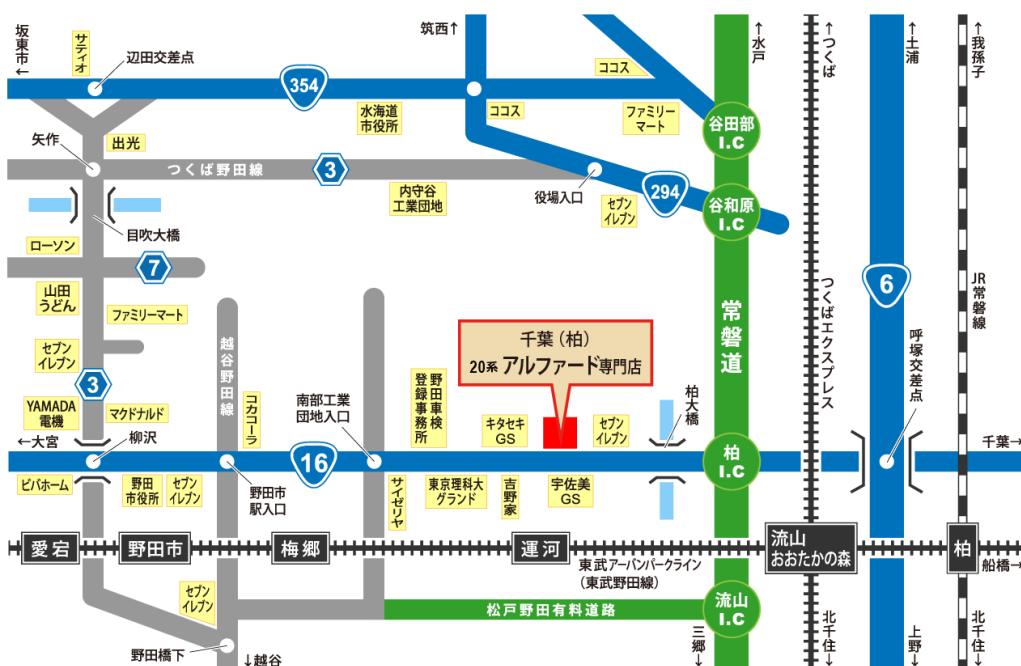 坂東市
↓
サティオ
辺田交差点
354
筑西↑
ココス
↑水戸
↑つくば
↑土浦
↑我孫子
水海道
市役所
ココス
ファミリー
マート
谷田部
I.C
矢作
出光
つくば野田線
3
内守谷
工業団地
役場入口
セブン
イレブン
294
谷和原
I.C
目吹大橋
ローソン
7
山田
うどん
ファミリーマート
セブン
イレブン
3
越谷野田線
千葉（柏）
20系 アルファード専門店
常磐道
つくばエクスプレス
6
JR常磐線
呼塚交差点
YAMADA
電機
マクドナルド
コカコーラ
南部工業
団地入口
野田車検
登録事務所
キタセキ
GS
セブン
イレブン
柏大橋
←大宮
柳沢
16
柏
I.C
千葉→
ビバホーム
野田
市役所
セブン
イレブン
野田市
駅入口
サイゼリヤ
東京理科大
グランド
吉野家
宇佐美
GS
愛宕
野田市
梅郷
運河
東武アーバンパークライン
（東武野田線）
流山
おおたかの森
柏
船橋→
セブン
イレブン
松戸野田有料道路
流山
I.C
野田橋下
↓越谷
三郷↓
北千住↓
上野↓
北千住↓